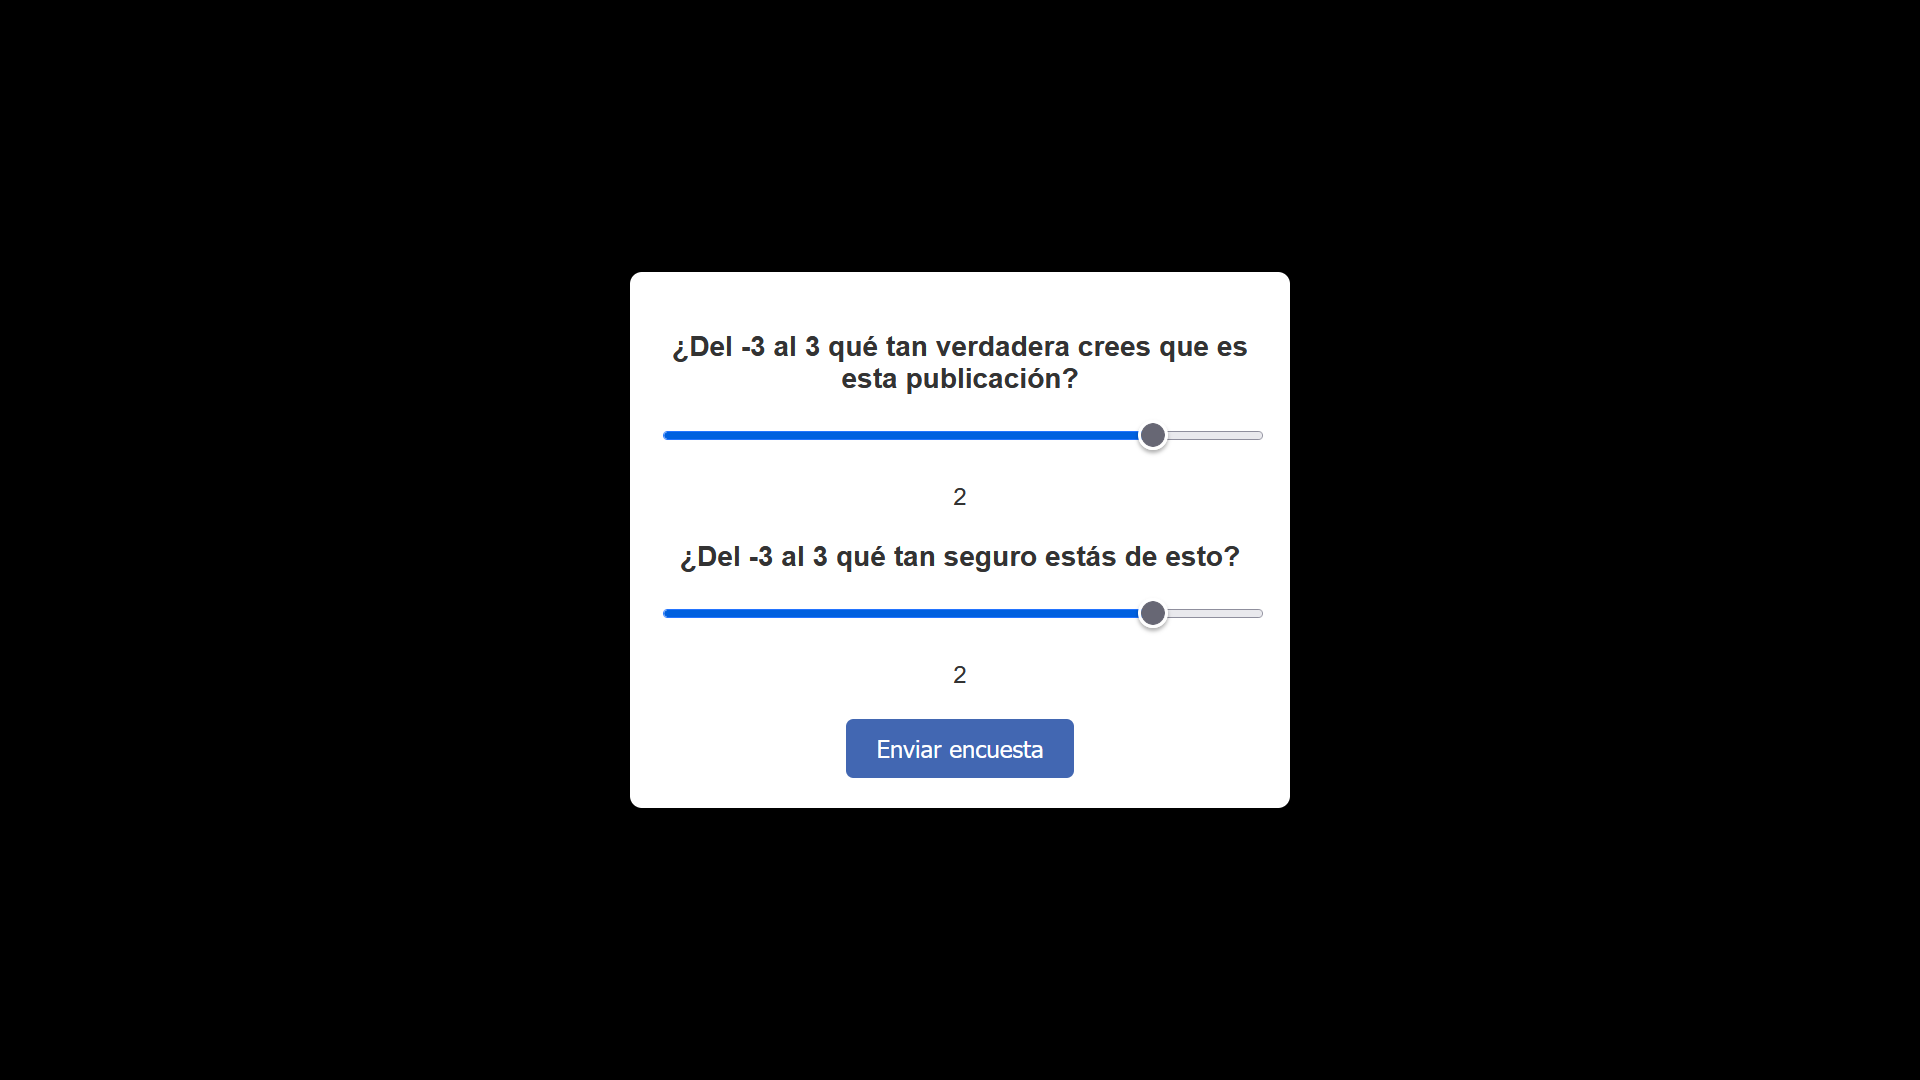 ¿Del -3 al 3 qué tan verdadera crees que es
esta publicación?
2
¿Del -3 al 3 qué tan seguro estás de esto?
2
Enviar encuesta